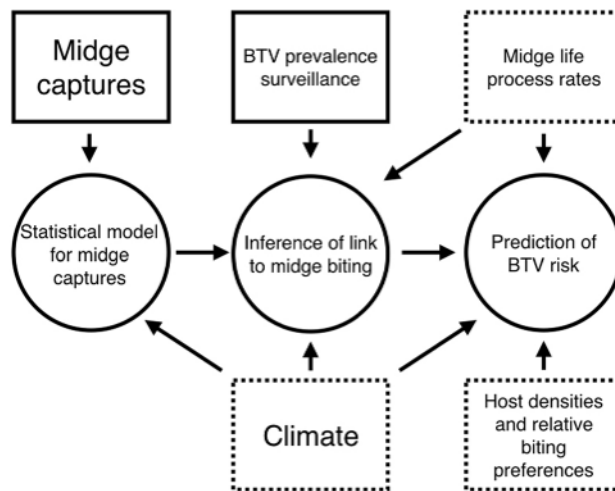 Midge
captures
BTV prevalence
surveillance
Midge life
process rates
Statistical model
for midge
captures
Inference of link
to midge biting
Prediction of
BTV risk
Climate
Host densities
and relative
biting
preferences